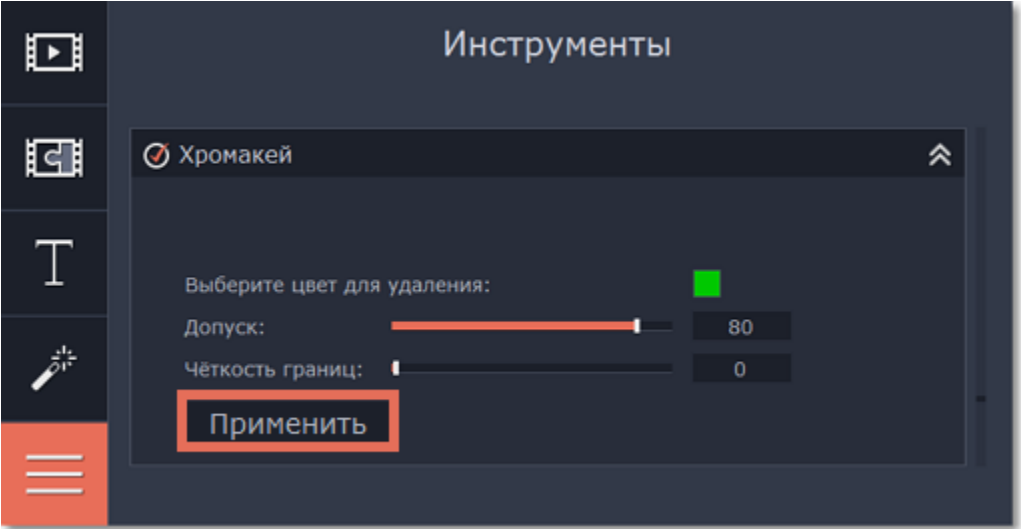 Инструменты
Хромакей
Выберите цвет для удаления:
Допуск: 80
Чёткость границ: 0
Применить
T